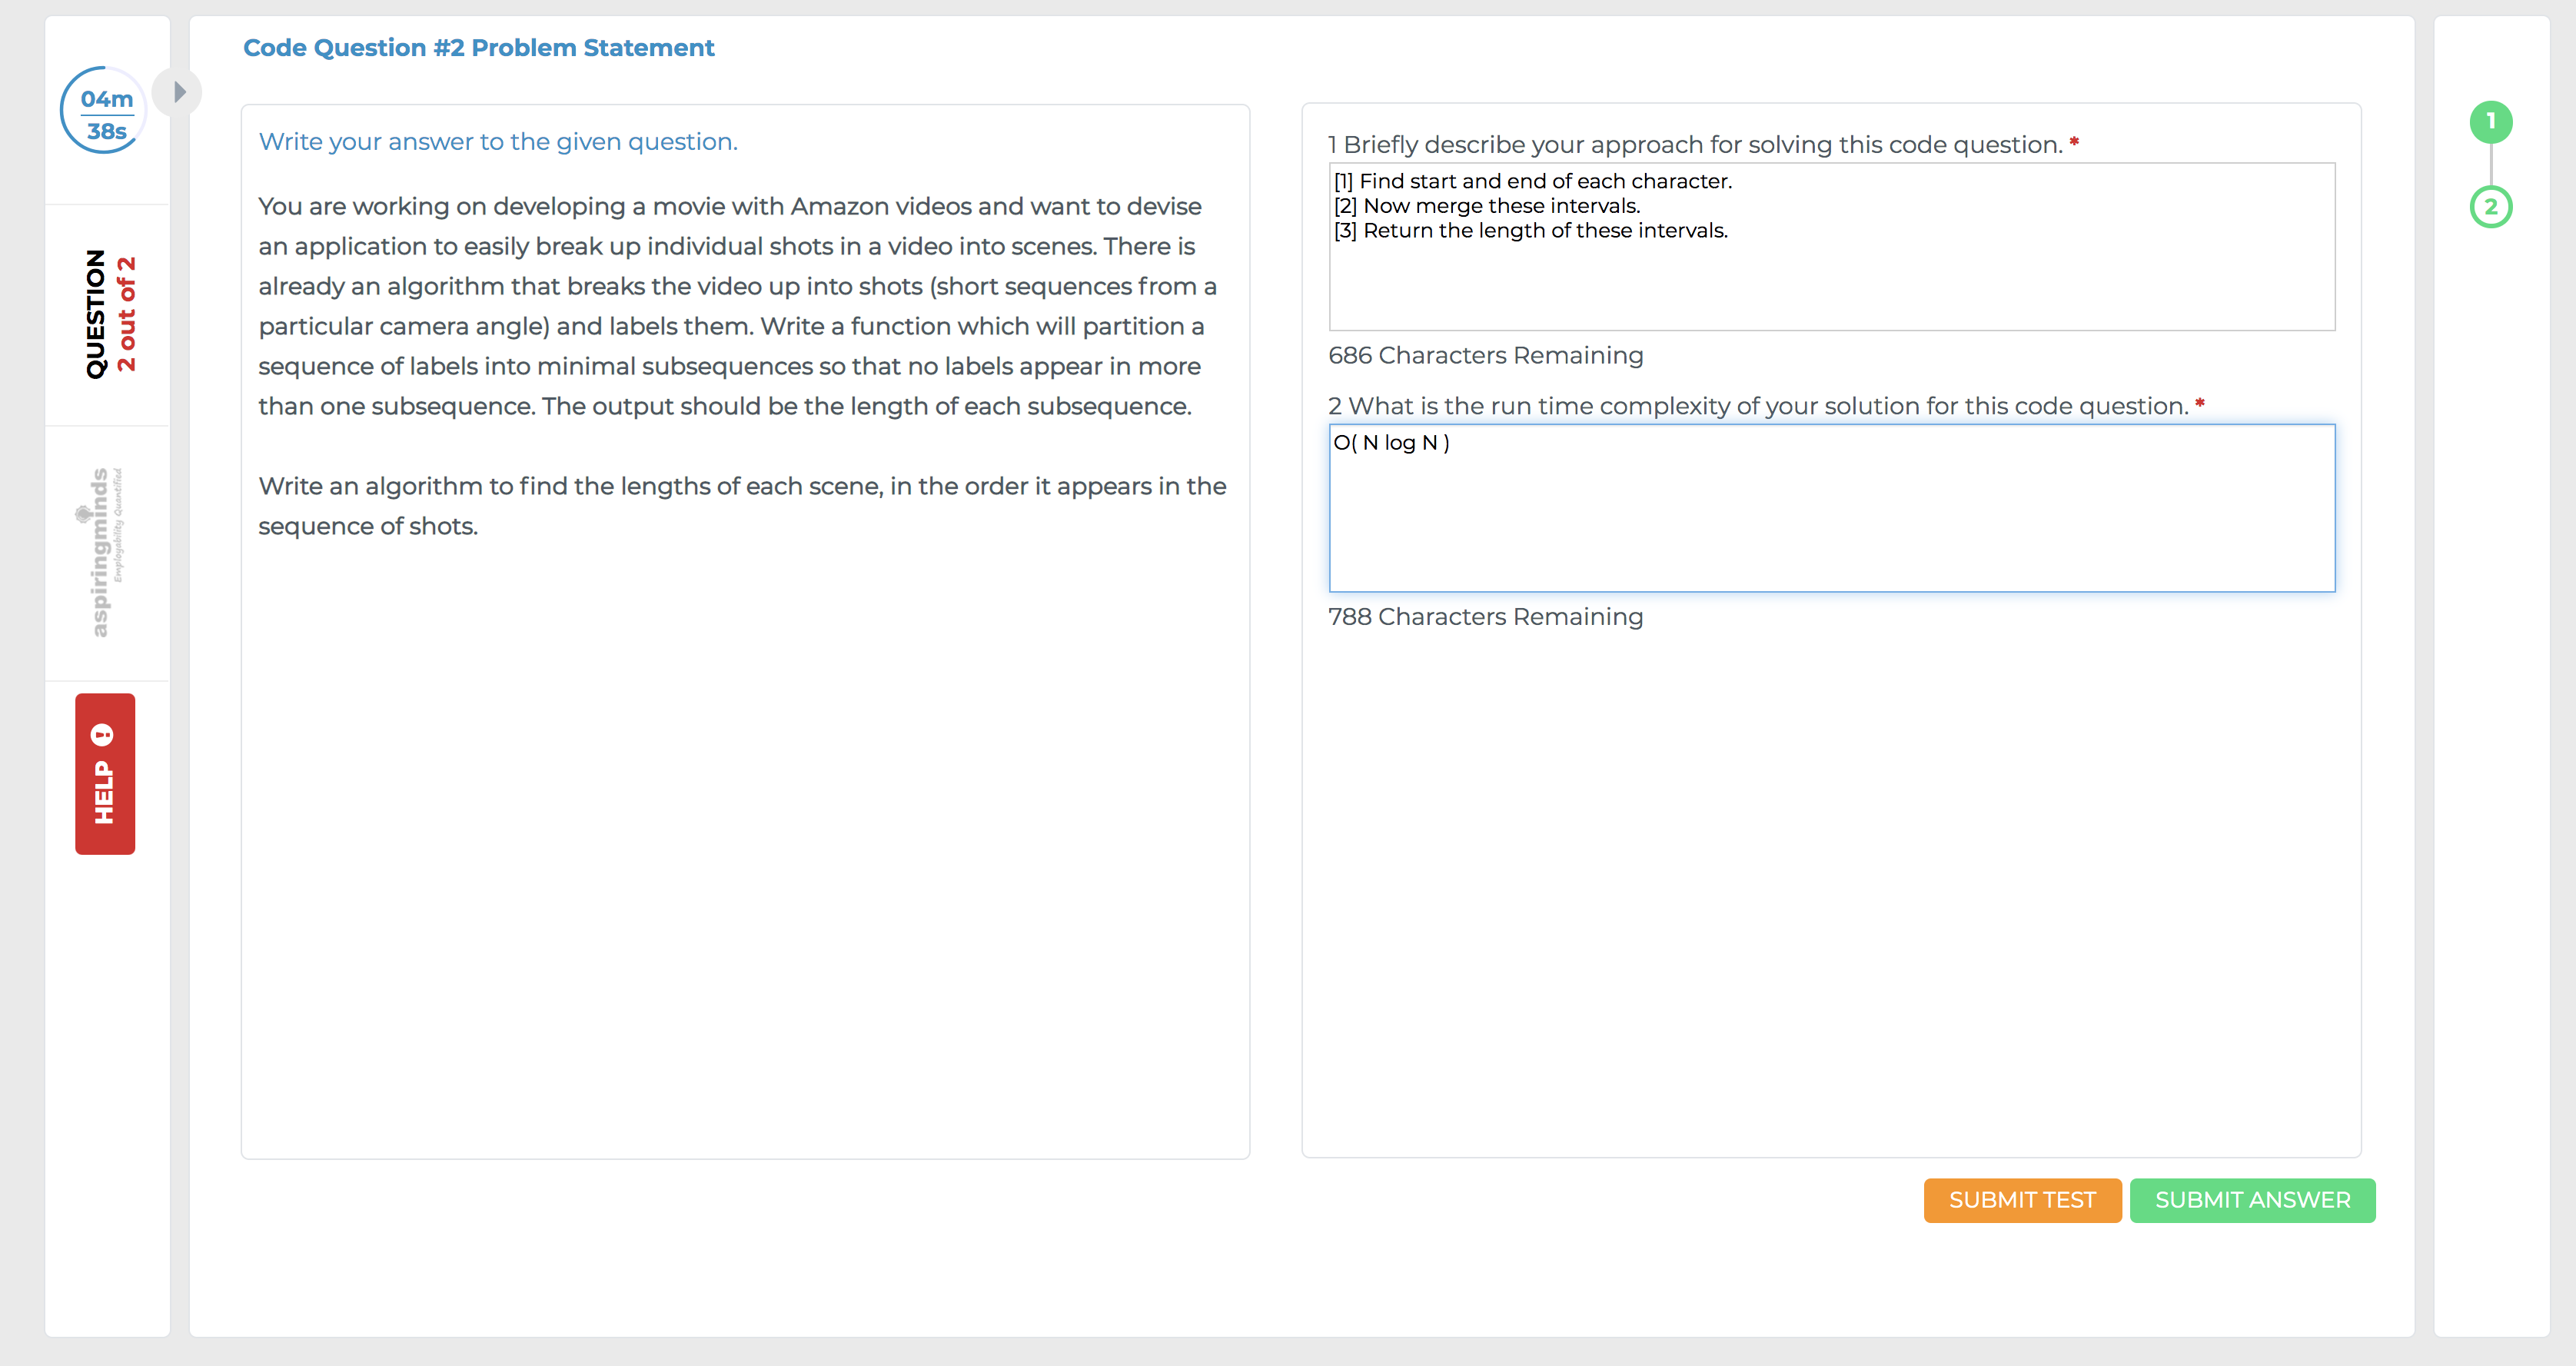 Code Question #2 Problem Statement
04m
38s
QUESTION
2 out of 2
aspiringminds
Employability Quantified
HELP
Write your answer to the given question.
You are working on developing a movie with Amazon videos and want to devise
an application to easily break up individual shots in a video into scenes. There is
already an algorithm that breaks the video up into shots (short sequences from a
particular camera angle) and labels them. Write a function which will partition a
sequence of labels into minimal subsequences so that no labels appear in more
than one subsequence. The output should be the length of each subsequence.
Write an algorithm to find the lengths of each scene, in the order it appears in the
sequence of shots.
1 Briefly describe your approach for solving this code question. *
[1] Find start and end of each character.
[2] Now merge these intervals.
[3] Return the length of these intervals.
686 Characters Remaining
2 What is the run time complexity of your solution for this code question. *
O( N log N )
788 Characters Remaining
SUBMIT TEST
SUBMIT ANSWER
1
2